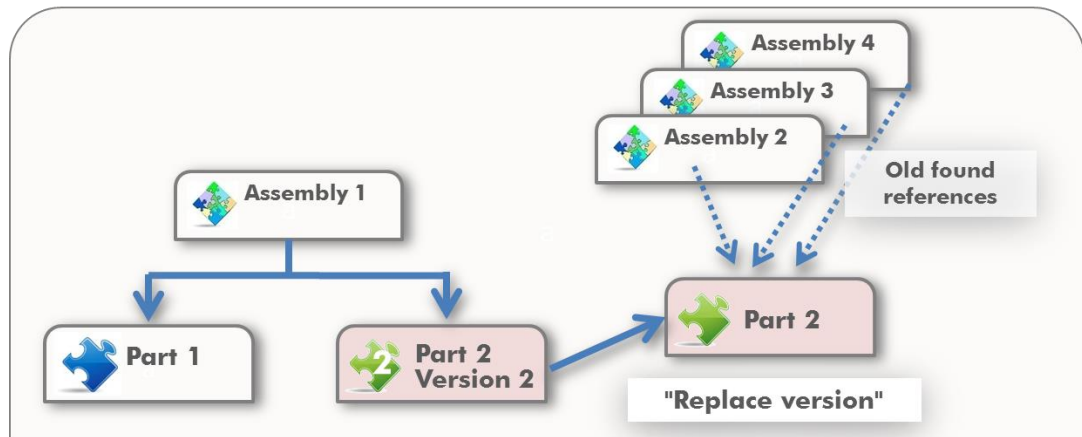 Assembly 4
Assembly 3
Assembly 2
Old found
references
Assembly 1
Part 1
2
Part 2
Version 2
Part 2
"Replace version"